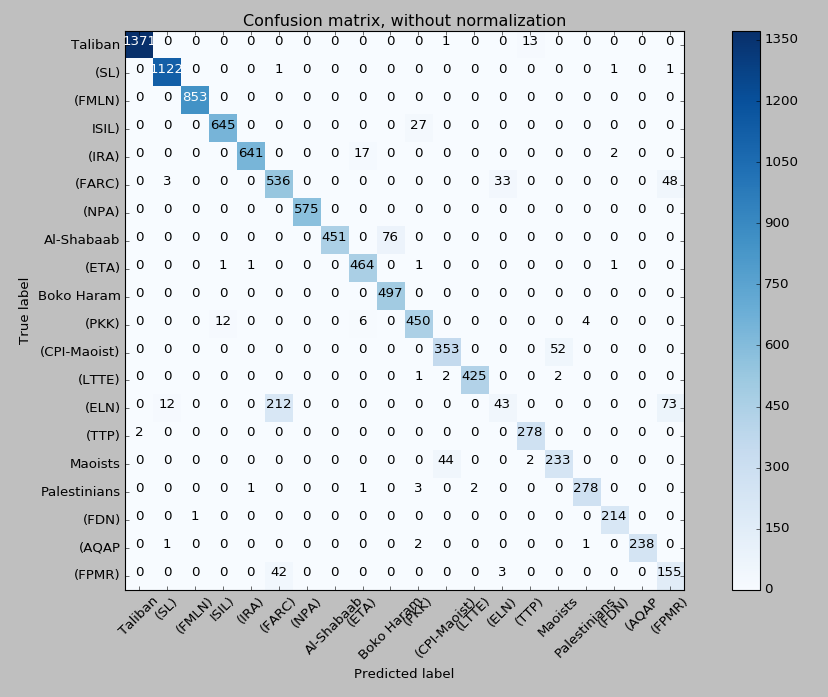 Confusion matrix, without normalization
Taliban 1371 0 0 0 0 0 0 0 0 0 0 1 0 0 13 0 0 0 0 0
(SL) 0 1122 0 0 0 1 0 0 0 0 0 0 0 0 0 0 0 1 0 1
(FMLN) 0 0 853 0 0 0 0 0 0 0 0 0 0 0 0 0 0 0 0 0
ISIL) 0 0 0 645 0 0 0 0 0 0 27 0 0 0 0 0 0 0 0 0
(IRA) 0 0 0 0 641 0 0 0 17 0 0 0 0 0 0 0 0 2 0 0
(FARC) 0 3 0 0 0 536 0 0 0 0 0 0 0 33 0 0 0 0 0 48
(NPA) 0 0 0 0 0 0 575 0 0 0 0 0 0 0 0 0 0 0 0 0
Al-Shabaab 0 0 0 0 0 0 0 451 0 76 0 0 0 0 0 0 0 0 0 0
(ETA) 0 0 0 1 1 0 0 0 464 0 1 0 0 0 0 0 0 1 0 0
Boko Haram 0 0 0 0 0 0 0 0 0 497 0 0 0 0 0 0 0 0 0 0
(PKK) 0 0 0 12 0 0 0 0 6 0 450 0 0 0 0 0 4 0 0 0
(CPI-Maoist) 0 0 0 0 0 0 0 0 0 0 0 353 0 0 0 52 0 0 0 0
(LTTE) 0 0 0 0 0 0 0 0 0 0 1 2 425 0 0 2 0 0 0 0
(ELN) 0 12 0 0 0 212 0 0 0 0 0 0 0 43 0 0 0 0 0 73
(TTP) 2 0 0 0 0 0 0 0 0 0 0 0 0 0 278 0 0 0 0 0
Maoists 0 0 0 0 0 0 0 0 0 0 0 44 0 0 2 233 0 0 0 0
Palestinians 0 0 0 0 1 0 0 0 1 0 3 0 2 0 0 0 278 0 0 0
(FDN) 0 0 1 0 0 0 0 0 0 0 0 0 0 0 0 0 0 214 0 0
(AQAP 0 1 0 0 0 0 0 0 0 0 2 0 0 0 0 0 1 0 238 0
(FPMR) 0 0 0 0 0 42 0 0 0 0 0 0 0 3 0 0 0 0 0 155
Taliban (SL) (FMLN) ISIL) (IRA) (FARC) (NPA) Al-Shabaab (ETA) Boko Haram (PKK) (CPI-Maoist) (LTTE) (ELN) (TTP) Maoists Palestinians (FDN) (AQAP (FPMR)
Predicted label
True label
1350
1200
1050
900
750
600
450
300
150
0